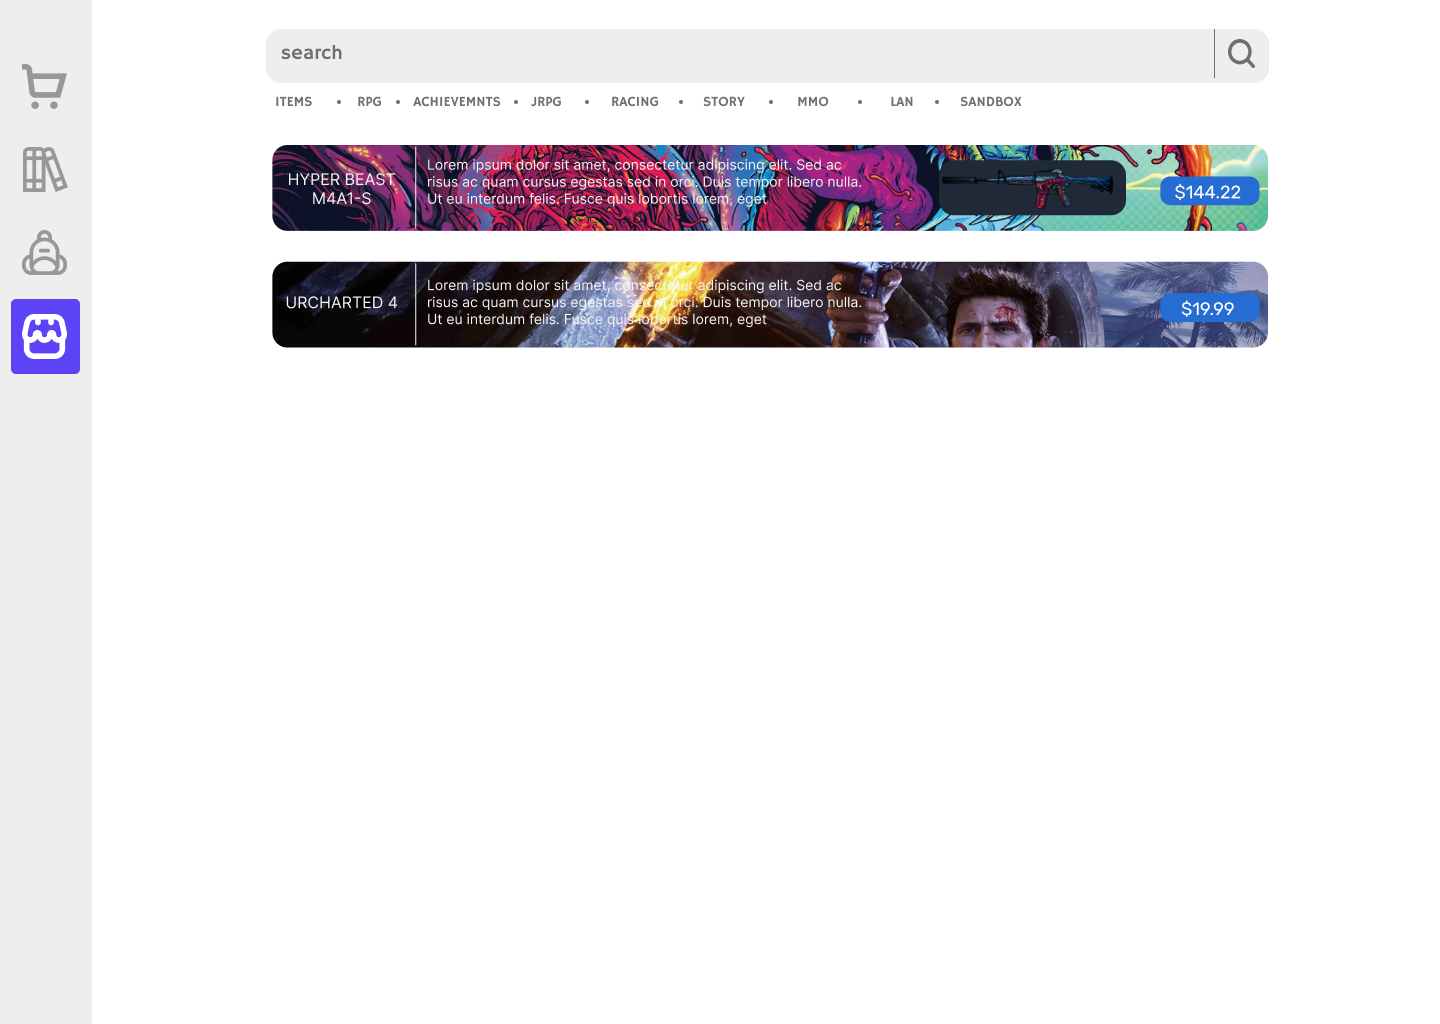 search
ITEMS • RPG • ACHIEVEMNTS • JRPG • RACING • STORY • MMO • LAN • SANDBOX
HYPER BEAST
M4A1-S
Lorem ipsum dolor sit amet, consectetur adipiscing elit. Sed ac
risus ac quam cursus egestas sed in orci. Duis tempor libero nulla.
Ut eu interdum felis. Fusce quis lobortis lorem, eget
$144.22
URCHARTED 4
Lorem ipsum dolor sit amet, consectetur adipiscing elit. Sed ac
risus ac quam cursus egestas sed in orci. Duis tempor libero nulla.
Ut eu interdum felis. Fusce quis lobortis lorem, eget
$19.99